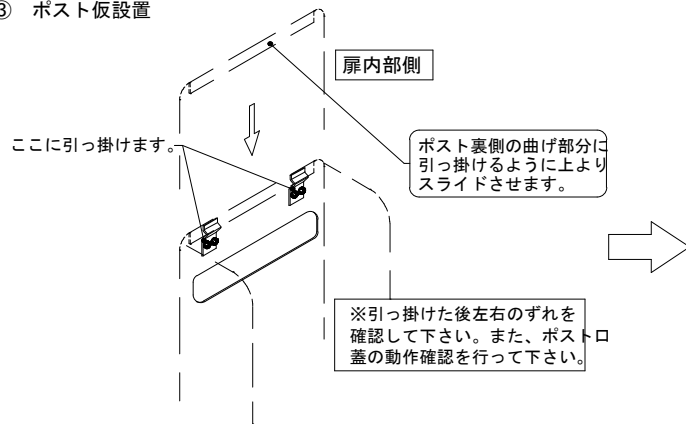 ③　ポスト仮設置
扉内部側
ここに引っ掛けます。
ポスト裏側の曲げ部分に
引っ掛けるように上より
スライドさせます。
※引っ掛けた後左右のずれを
確認して下さい。また、ポスト口
蓋の動作確認を行って下さい。